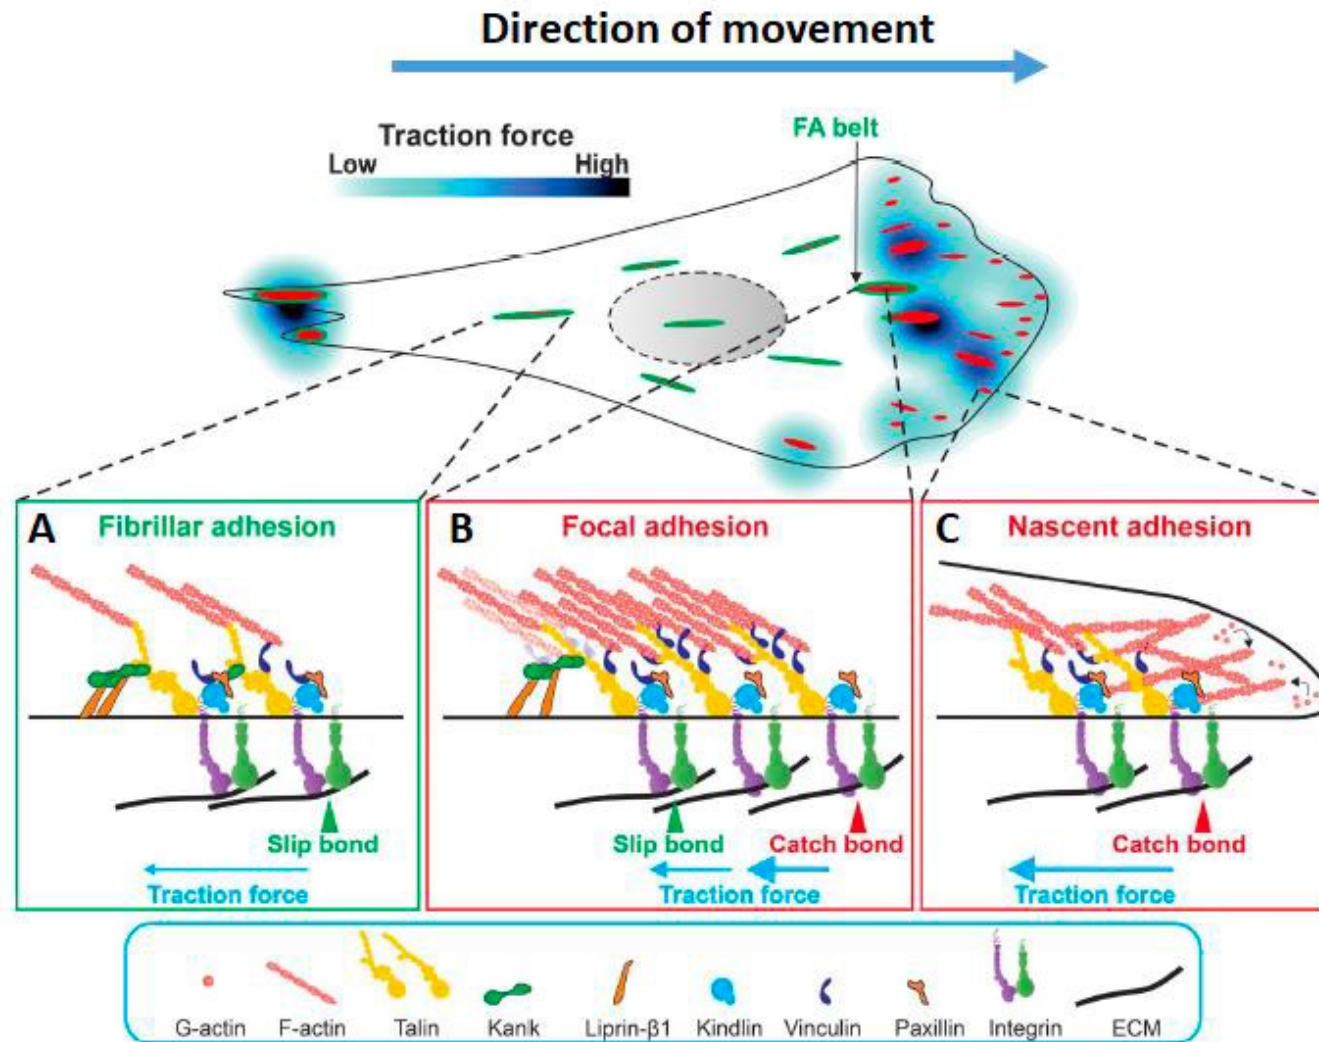 Direction of movement
Traction force
Low High
FA belt
A Fibrillar adhesion
B Focal adhesion
C Nascent adhesion
Slip bond
Traction force
Slip bond Catch bond
Traction force
Catch bond
Traction force
G-actin F-actin Talin Kank Liprin-β1 Kindlin Vinculin Paxillin Integrin ECM